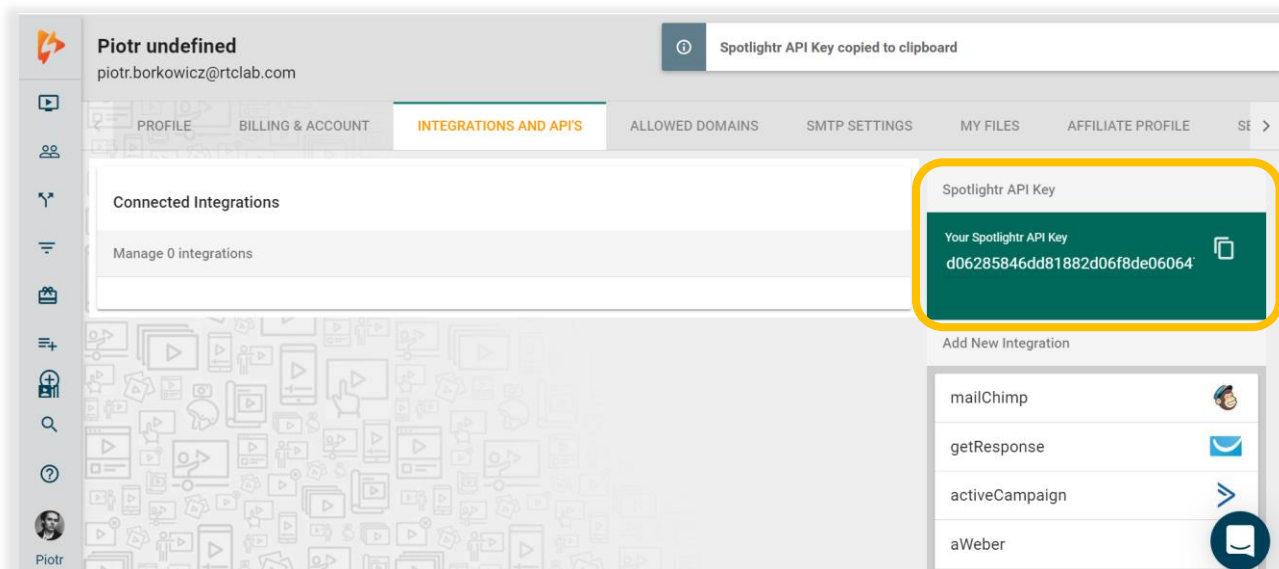 Piotr undefined
piotr.borkowicz@rtclab.com
Spotlightr API Key copied to clipboard
PROFILE BILLING & ACCOUNT INTEGRATIONS AND API'S ALLOWED DOMAINS SMTP SETTINGS MY FILES AFFILIATE PROFILE
Connected Integrations
Manage 0 integrations
Spotlightr API Key
Your Spotlightr API Key
d06285846dd81882d06f8de06064
Add New Integration
mailChimp
getResponse
activeCampaign
aWeber
Piotr